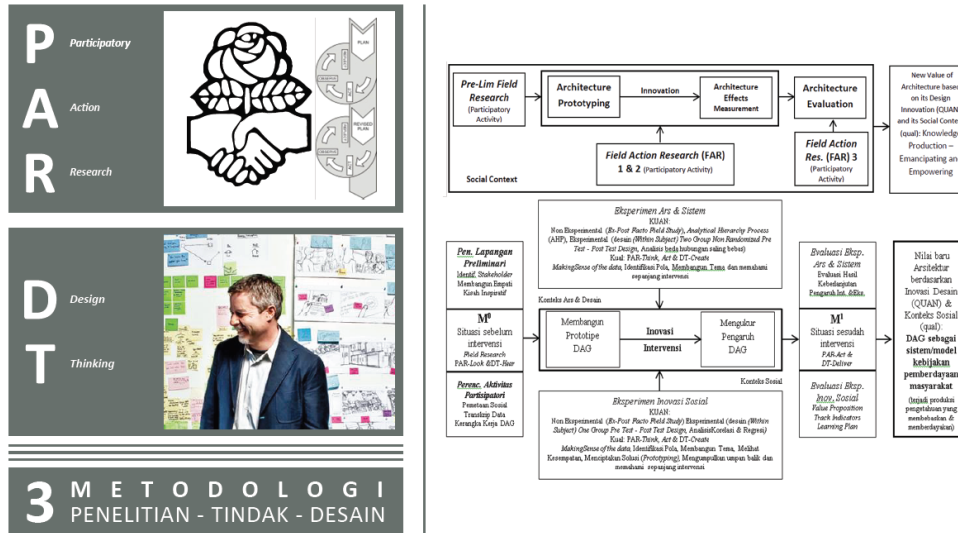 P Participatory
A Action
R Research
PLAN
REVISED PLAN
D Design
T Thinking
3 METODOLOGI
PENELITIAN - TINDAK - DESAIN
Pre-Lim Field
Research
(Participatory
Activity)
Architecture
Prototyping
Innovation
Architecture
Effects
Measurement
Architecture
Evaluation
Field Action Research (FAR)
1 & 2 (Participatory Activity)
Field Action
Res. (FAR) 3
(Participatory
Activity)
Social Context
New Value of
Architecture based
on its Design
Innovation (QUAN)
and its Social Contex
(qual): Knowledge
Production –
Emancipating and
Empowering
Eksperimen Ars & Sistem
KUAN:
Non Eksperimental (Ex-Post Facto Field Study), Analytical Hierarchy Process
(AHP), Eksperimental (desain (Within Subject) Two Group Non Randomized Pre
Test - Post Test Design, Analisis beda hubungan saling bebas)
Kual: PAR-Think, Act & DT-Create
MakingSense of the data, Identifikasi Pola, Membangun Tema dan memahami
sepanjang intervensi
Pen. Lapangan
Preliminari
Identif. Stakeholder
Membangun Empati
Kisah Inspiratif
M⁰
Situasi sebelum
intervensi
Field Research
PAR-Look &DT-Hear
Perenc. Aktivitas
Partisipatori
Pemetaan Sosial
Transkrip Data
Kerangka Kerja DAG
Konteks Ars & Desain
Membangun
Prototipe
DAG
Inovasi
Intervensi
Mengukur
Pengaruh
DAG
Konteks Sosial
Eksperimen Inovasi Sosial
KUAN:
Non Eksperimental (Ex-Post Facto Field Study) Eksperimental (desain (Within
Subject) One Group Pre Test - Post Test Design, AnalisisKorelasi & Regresi)
Kual: PAR-Think, Act & DT-Create
MakingSense of the data, Identifikasi Pola, Membangun Tema, Melihat
Kesempatan, Menciptakan Solusi (Prototyping), Mengumpulkan umpan balik dan
memahami sepanjang intervensi
Evaluasi Eksp.
Ars & Sistem
Evaluasi Hasil
Keberlanjutan
Pengaruh Int. &Eks.
M¹
Situasi sesudah
intervensi
PAR-Act &
DT-Deliver
Evaluasi Eksp.
Inov. Sosial
Value Proposition
Track Indicators
Learning Plan
Nilai baru
Arsitektur
berdasarkan
Inovasi Desain
(QUAN) &
Konteks Sosial
(qual):
DAG sebagai
sistem/model
kebijakan
pemberdayaan
masyarakat
(terjadi produksi
pengetahuan yang
membebaskan &
memberdayakan)